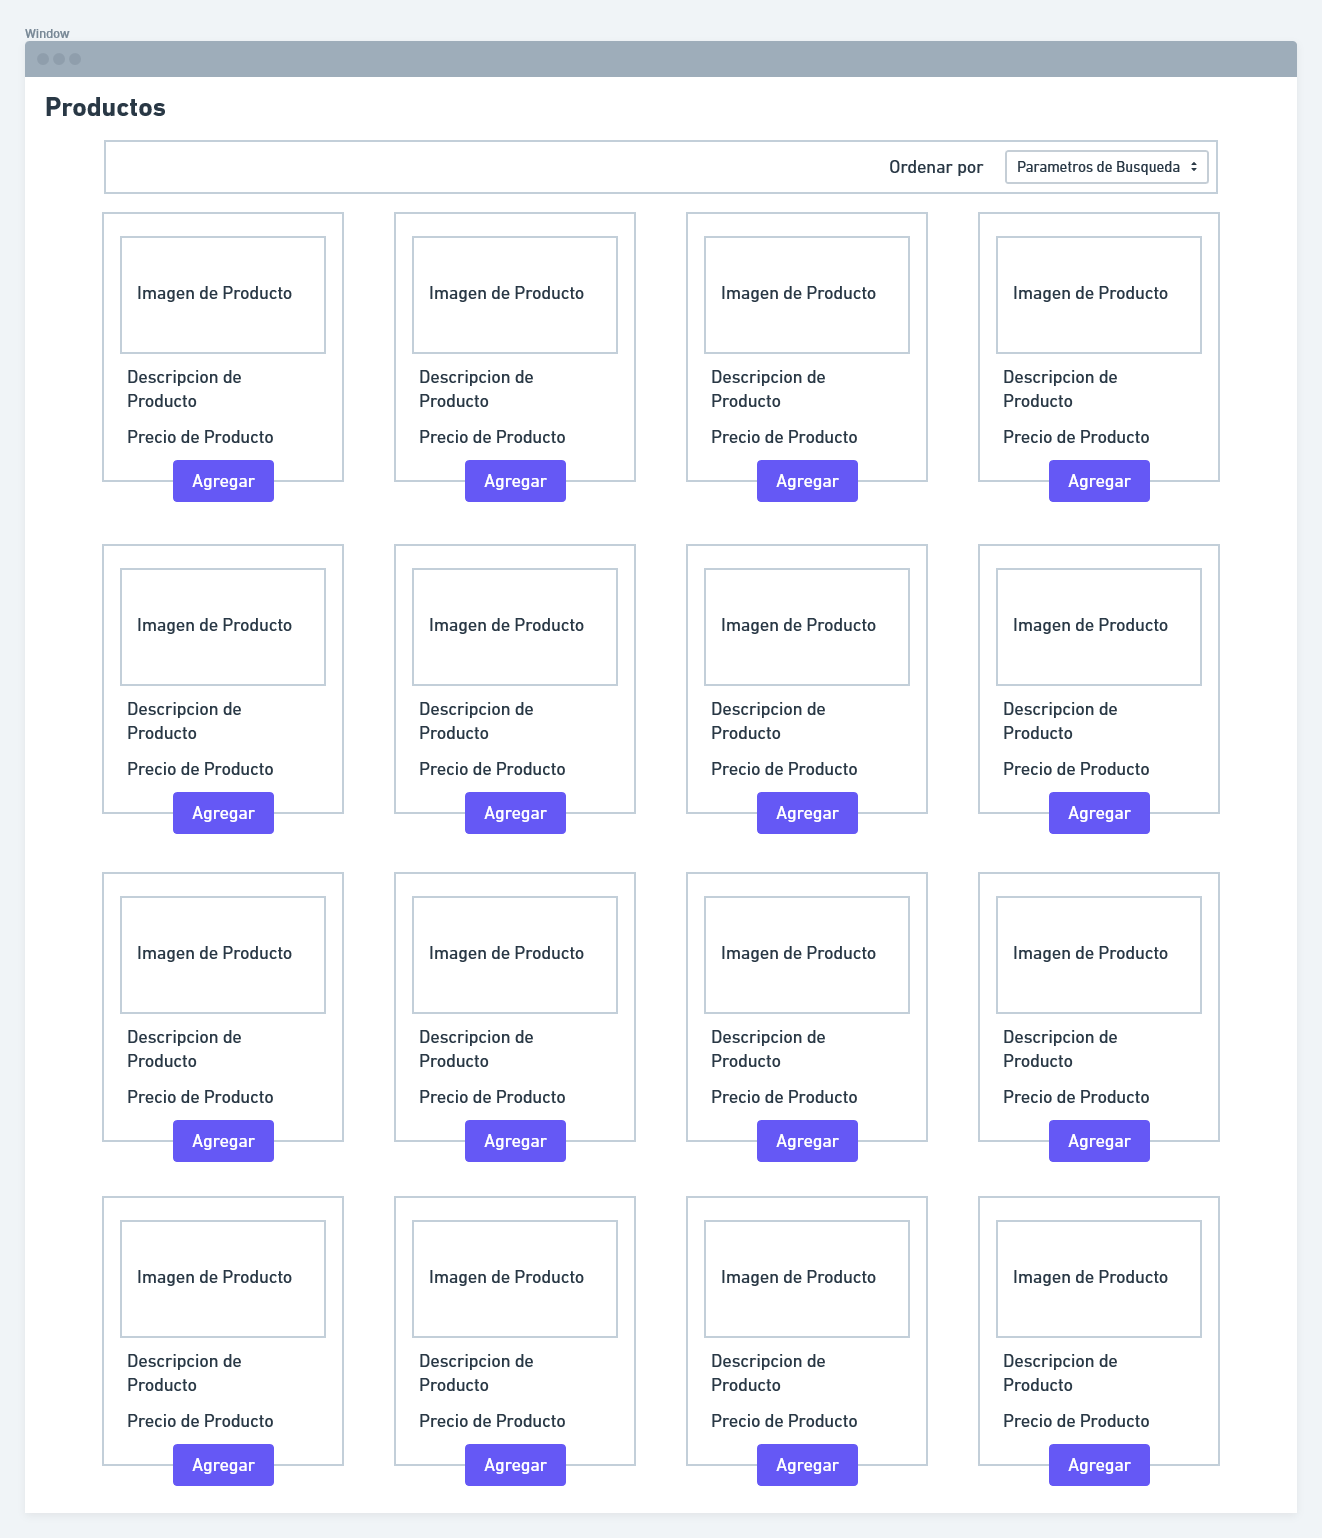 Window
Productos
Ordenar por Parametros de Busqueda
Imagen de Producto Imagen de Producto Imagen de Producto Imagen de Producto
Descripcion de Descripcion de Descripcion de Descripcion de
Producto Producto Producto Producto
Precio de Producto Precio de Producto Precio de Producto Precio de Producto
Agregar Agregar Agregar Agregar
Imagen de Producto Imagen de Producto Imagen de Producto Imagen de Producto
Descripcion de Descripcion de Descripcion de Descripcion de
Producto Producto Producto Producto
Precio de Producto Precio de Producto Precio de Producto Precio de Producto
Agregar Agregar Agregar Agregar
Imagen de Producto Imagen de Producto Imagen de Producto Imagen de Producto
Descripcion de Descripcion de Descripcion de Descripcion de
Producto Producto Producto Producto
Precio de Producto Precio de Producto Precio de Producto Precio de Producto
Agregar Agregar Agregar Agregar
Imagen de Producto Imagen de Producto Imagen de Producto Imagen de Producto
Descripcion de Descripcion de Descripcion de Descripcion de
Producto Producto Producto Producto
Precio de Producto Precio de Producto Precio de Producto Precio de Producto
Agregar Agregar Agregar Agregar